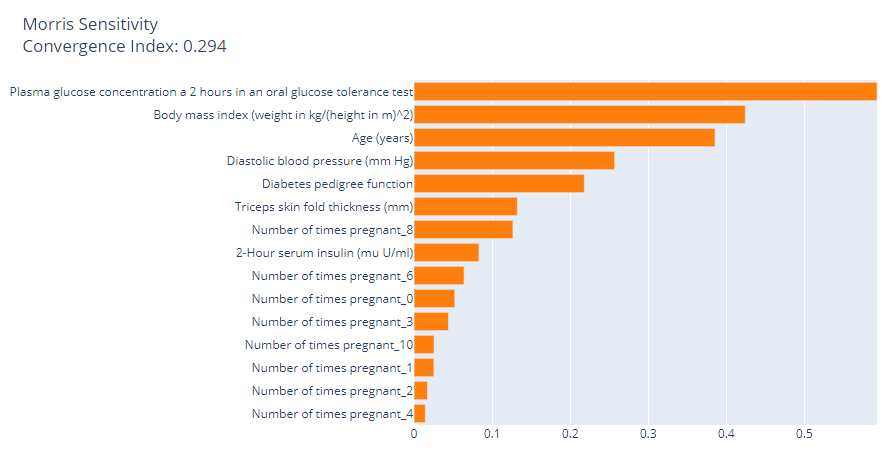 Morris Sensitivity
Convergence Index: 0.294
Plasma glucose concentration a 2 hours in an oral glucose tolerance test
Body mass index (weight in kg/(height in m)^2)
Age (years)
Diastolic blood pressure (mm Hg)
Diabetes pedigree function
Triceps skin fold thickness (mm)
Number of times pregnant_8
2-Hour serum insulin (mu U/ml)
Number of times pregnant_6
Number of times pregnant_0
Number of times pregnant_3
Number of times pregnant_10
Number of times pregnant_1
Number of times pregnant_2
Number of times pregnant_4
0 0.1 0.2 0.3 0.4 0.5